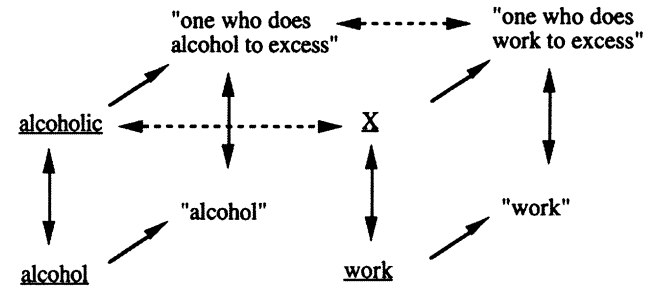 "one who does
alcohol to excess"
"one who does
work to excess"
alcoholic
X
"alcohol"
"work"
alcohol
work